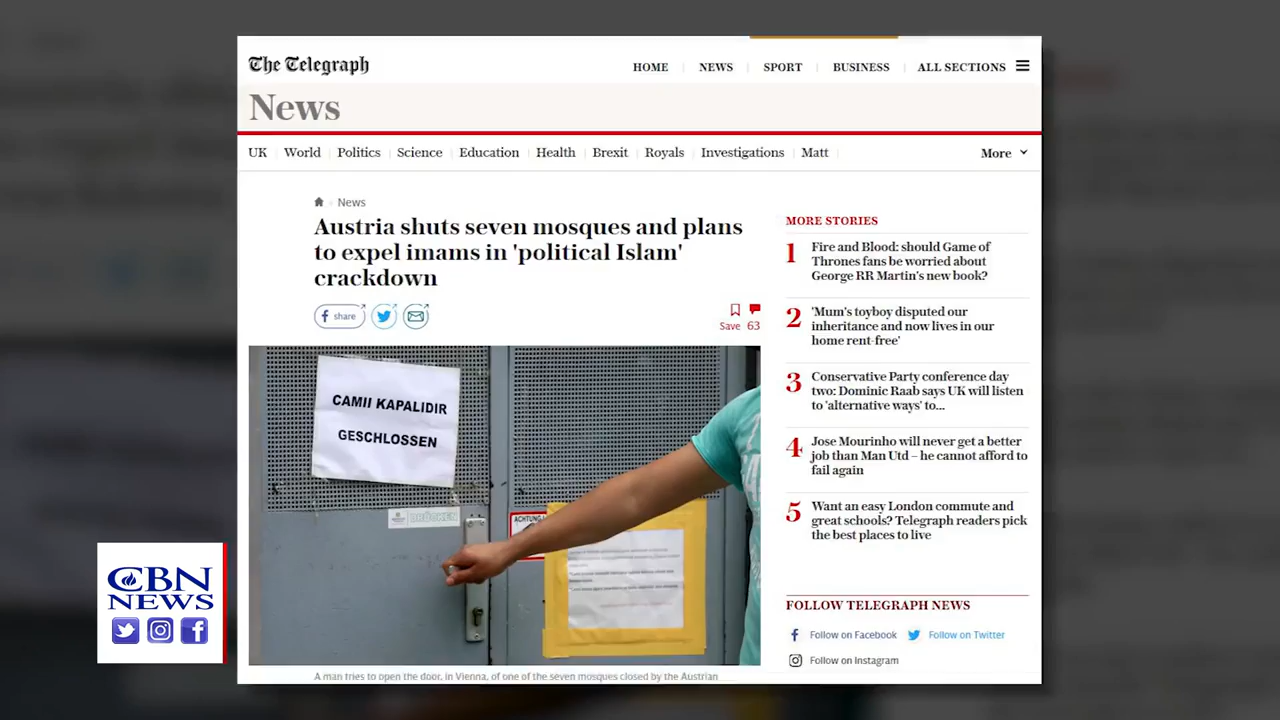 The Telegraph
HOME NEWS SPORT BUSINESS ALL SECTIONS
News
UK World Politics Science Education Health Brexit Royals Investigations Matt More
News
Austria shuts seven mosques and plans
to expel imams in 'political Islam'
crackdown
share
Save 63
CAMII KAPALIDIR
GESCHLOSSEN
DRÜCKEN
ACHTUNG
A man tries to open the door, in Vienna, of one of the seven mosques closed by the Austrian
MORE STORIES
1 Fire and Blood: should Game of
Thrones fans be worried about
George RR Martin's new book?
2 'Mum's toyboy disputed our
inheritance and now lives in our
home rent-free'
3 Conservative Party conference day
two: Dominic Raab says UK will listen
to 'alternative ways' to...
4 Jose Mourinho will never get a better
job than Man Utd – he cannot afford to
fail again
5 Want an easy London commute and
great schools? Telegraph readers pick
the best places to live
FOLLOW TELEGRAPH NEWS
Follow on Facebook Follow on Twitter
Follow on Instagram
CBN
NEWS